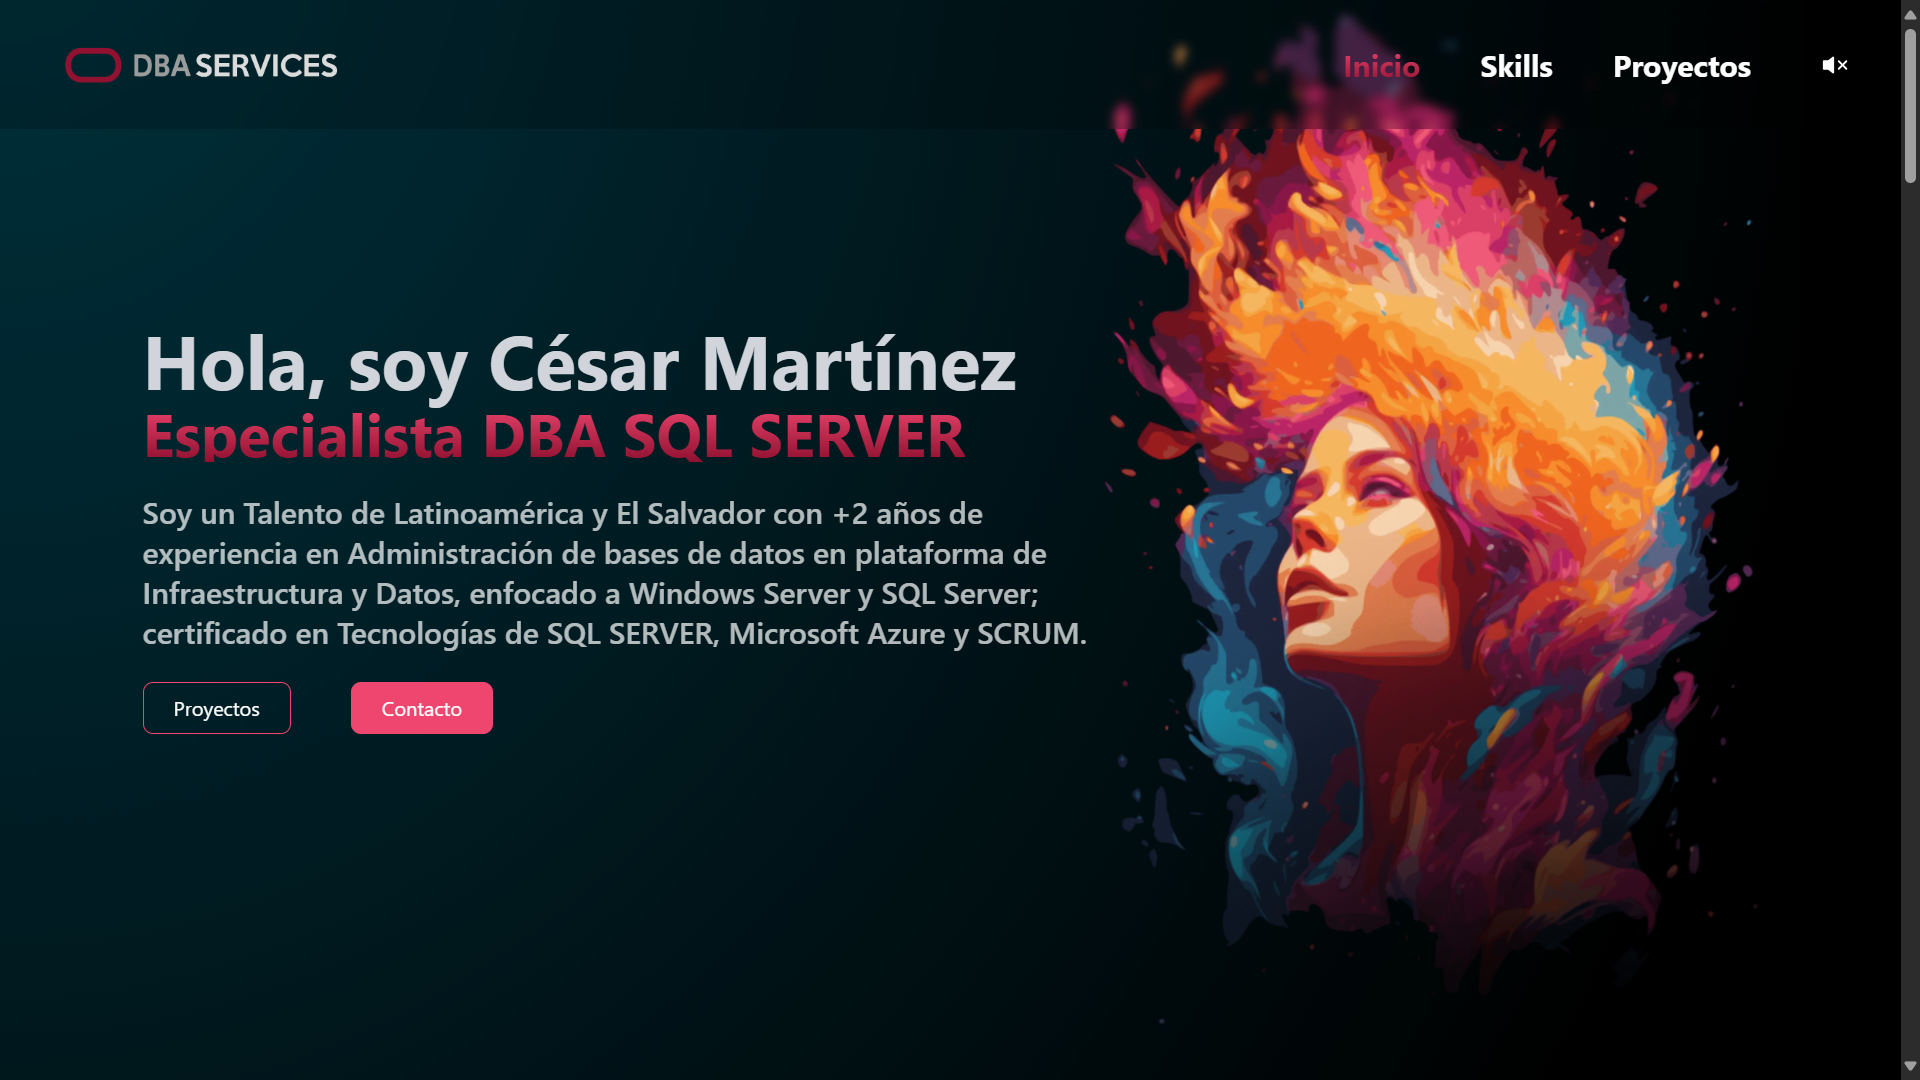 DBA SERVICES
Inicio
Skills
Proyectos
Hola, soy César Martínez
Especialista DBA SQL SERVER
Soy un Talento de Latinoamérica y El Salvador con +2 años de
experiencia en Administración de bases de datos en plataforma de
Infraestructura y Datos, enfocado a Windows Server y SQL Server;
certificado en Tecnologías de SQL SERVER, Microsoft Azure y SCRUM.
Proyectos
Contacto